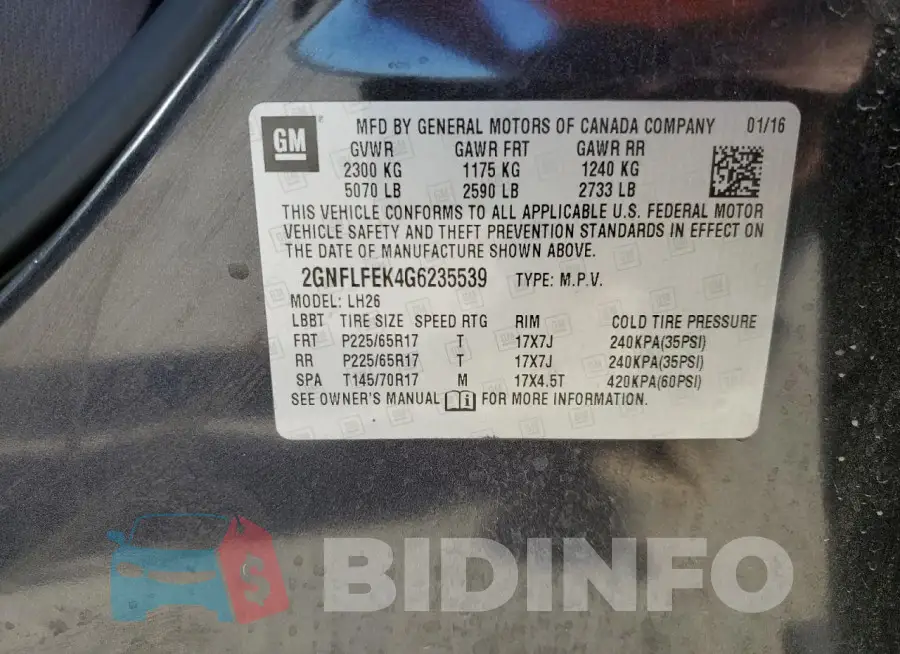 GM MFD BY GENERAL MOTORS OF CANADA COMPANY 01/16
GVWR GAWR FRT GAWR RR
2300 KG 1175 KG 1240 KG
5070 LB 2590 LB 2733 LB
THIS VEHICLE CONFORMS TO ALL APPLICABLE U.S. FEDERAL MOTOR
VEHICLE SAFETY AND THEFT PREVENTION STANDARDS IN EFFECT ON
THE DATE OF MANUFACTURE SHOWN ABOVE.
2GNFLFEK4G6235539 TYPE: M.P.V.
MODEL: LH26
LBBT TIRE SIZE SPEED RTG RIM COLD TIRE PRESSURE
FRT P225/65R17 T 17X7J 240KPA(35PSI)
RR P225/65R17 T 17X7J 240KPA(35PSI)
SPA T145/70R17 M 17X4.5T 420KPA(60PSI)
SEE OWNER'S MANUAL FOR MORE INFORMATION.
$ BIDINFO